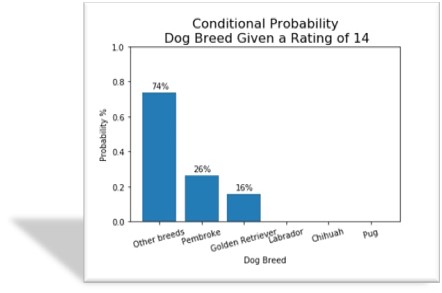 Conditional Probability
Dog Breed Given a Rating of 14
Probability %
1.0
0.8
0.6
0.4
0.2
0.0
74%
26%
16%
Other breeds
Pembroke
Golden Retriever
Labrador
Chihuah
Pug
Dog Breed